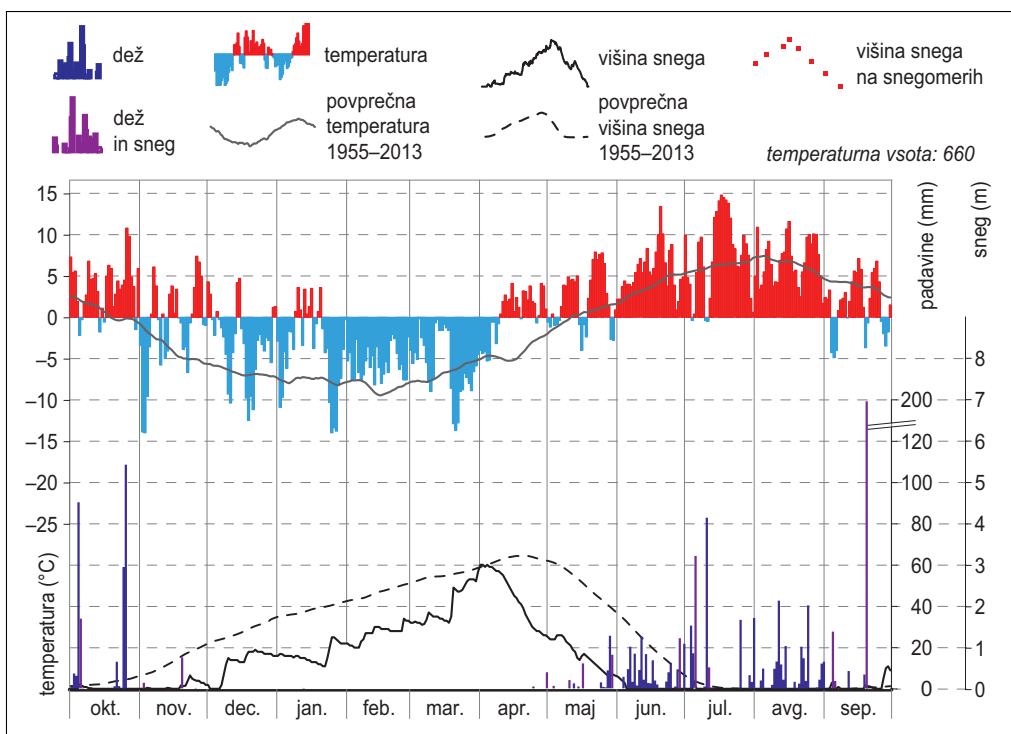 dež
temperatura
višina snega
višina snega
na snegomerih
dež
in sneg
povprečna
temperatura
1955–2013
povprečna
višina snega
1955–2013
temperaturna vsota: 660
15
10
5
0
–5
–10
–15
–20
–25
temperatura (°C)
padavine (mm)
200
120
100
80
60
40
20
0
sneg (m)
8
7
6
5
4
3
2
1
0
okt. nov. dec. jan. feb. mar. apr. maj jun. jul. avg. sep.